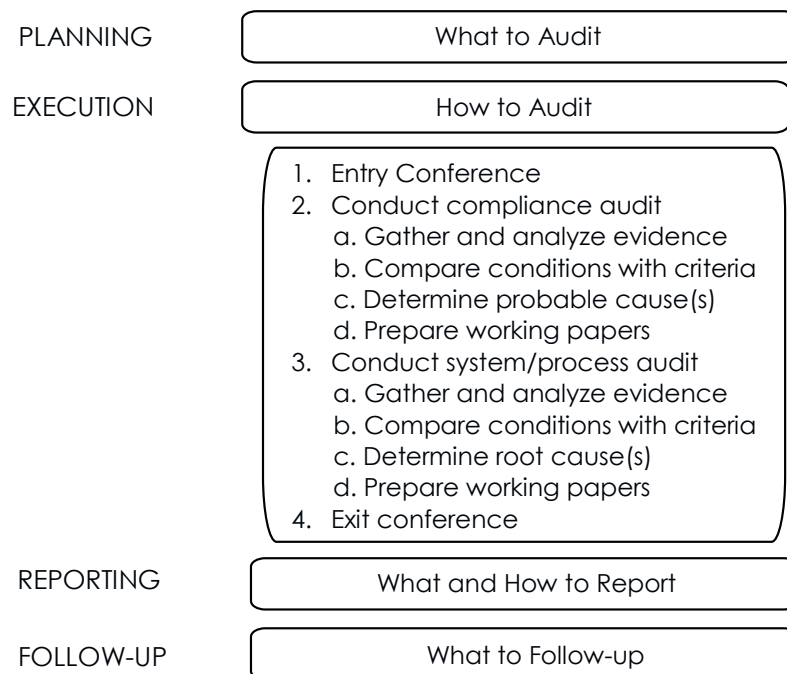 PLANNING What to Audit
EXECUTION How to Audit
1. Entry Conference
2. Conduct compliance audit
a. Gather and analyze evidence
b. Compare conditions with criteria
c. Determine probable cause(s)
d. Prepare working papers
3. Conduct system/process audit
a. Gather and analyze evidence
b. Compare conditions with criteria
c. Determine root cause(s)
d. Prepare working papers
4. Exit conference
REPORTING What and How to Report
FOLLOW-UP What to Follow-up